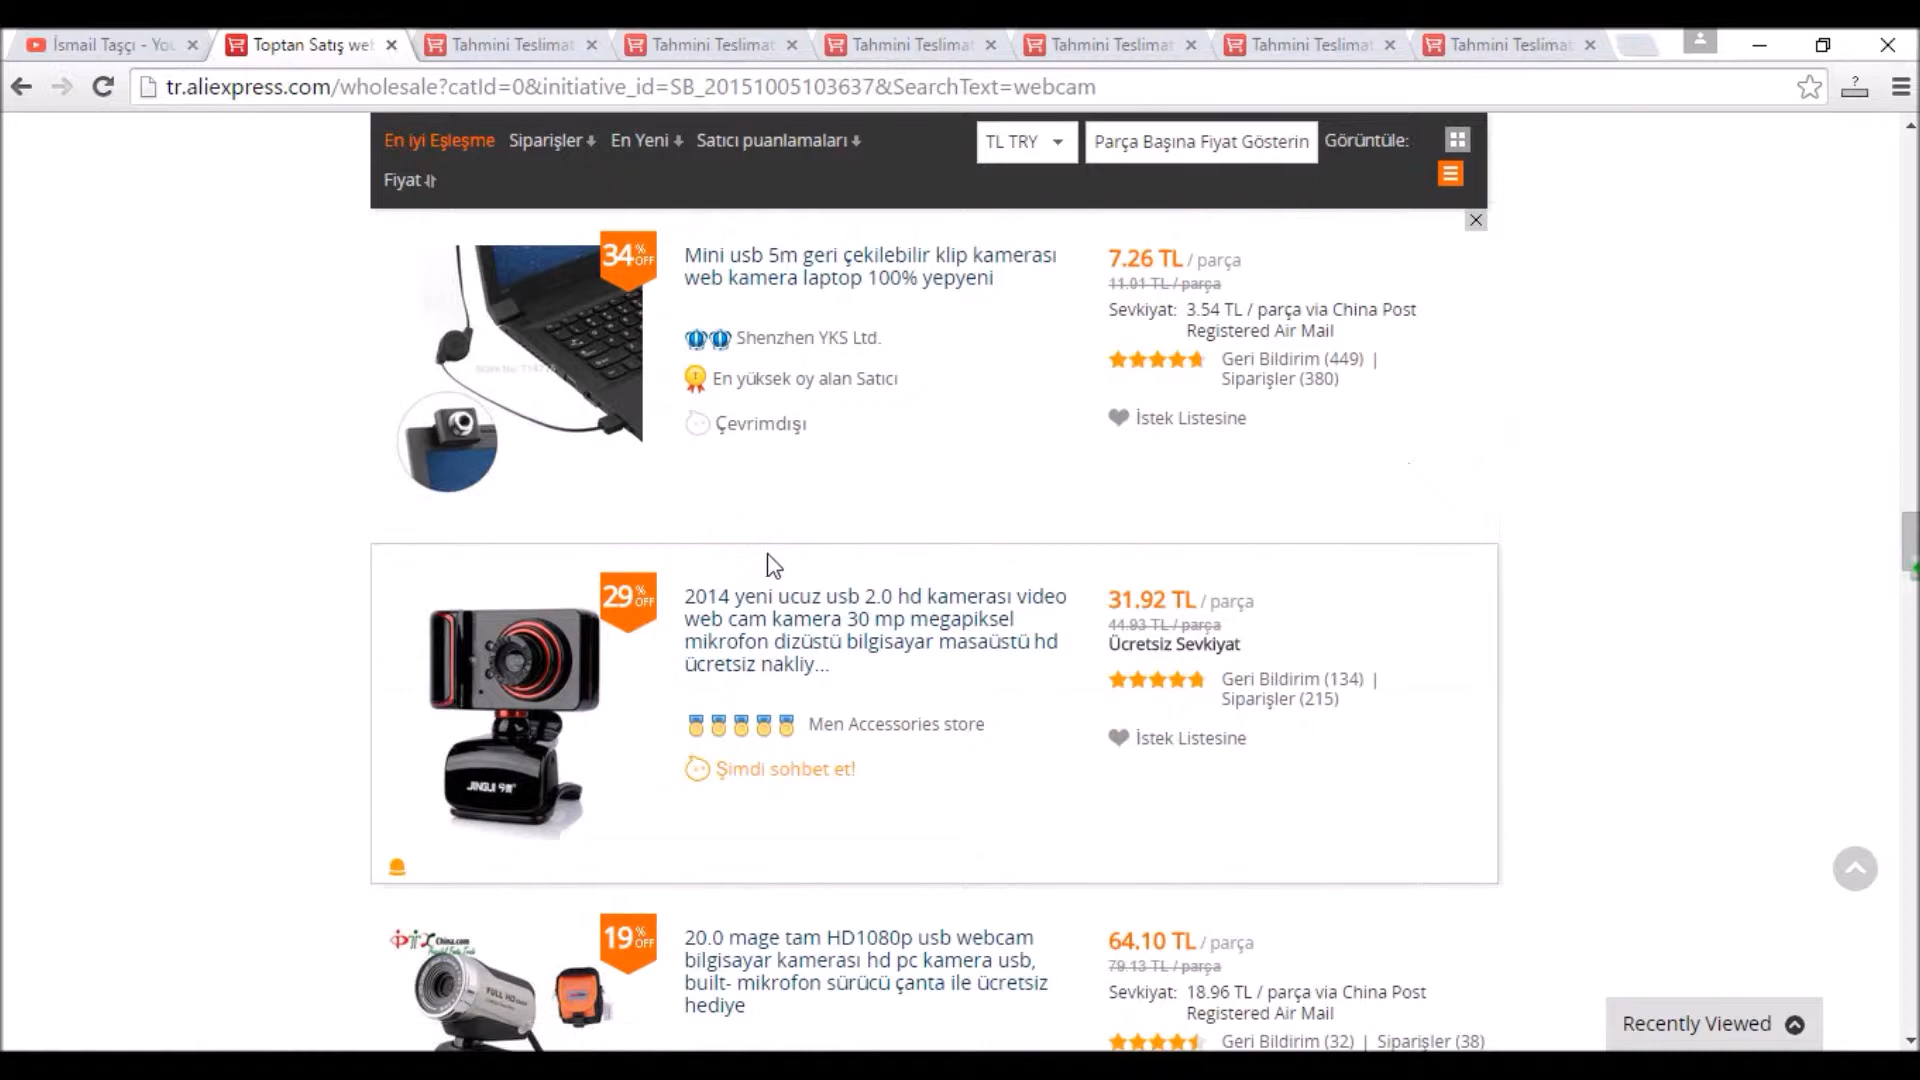 İsmail Taşçı - You
Toptan Satış web
Tahmini Teslimat
Tahmini Teslimat
Tahmini Teslimat
Tahmini Teslimat
Tahmini Teslimat
Tahmini Teslimat
tr.aliexpress.com/wholesale?catId=0&initiative_id=SB_20151005103637&SearchText=webcam
En iyi Eşleşme Siparişler En Yeni Satıcı puanlamaları
TL TRY Parça Başına Fiyat Gösterin Görüntüle:
Fiyat
34% OFF
Mini usb 5m geri çekilebilir klip kamerası
web kamera laptop 100% yepyeni
Shenzhen YKS Ltd.
En yüksek oy alan Satıcı
Çevrimdışı
7.26 TL / parça
11.01 TL / parça
Sevkiyat: 3.54 TL / parça via China Post
Registered Air Mail
Geri Bildirim (449) |
Siparişler (380)
İstek Listesine
29% OFF
2014 yeni ucuz usb 2.0 hd kamerası video
web cam kamera 30 mp megapiksel
mikrofon dizüstü bilgisayar masaüstü hd
ücretsiz nakliy...
Men Accessories store
Şimdi sohbet et!
31.92 TL / parça
44.93 TL / parça
Ücretsiz Sevkiyat
Geri Bildirim (134) |
Siparişler (215)
İstek Listesine
19% OFF
FULL HD
20.0 mage tam HD1080p usb webcam
bilgisayar kamerası hd pc kamera usb,
built- mikrofon sürücü çanta ile ücretsiz
hediye
64.10 TL / parça
79.13 TL / parça
Sevkiyat: 18.96 TL / parça via China Post
Registered Air Mail
Geri Bildirim (32) | Siparişler (38)
Recently Viewed